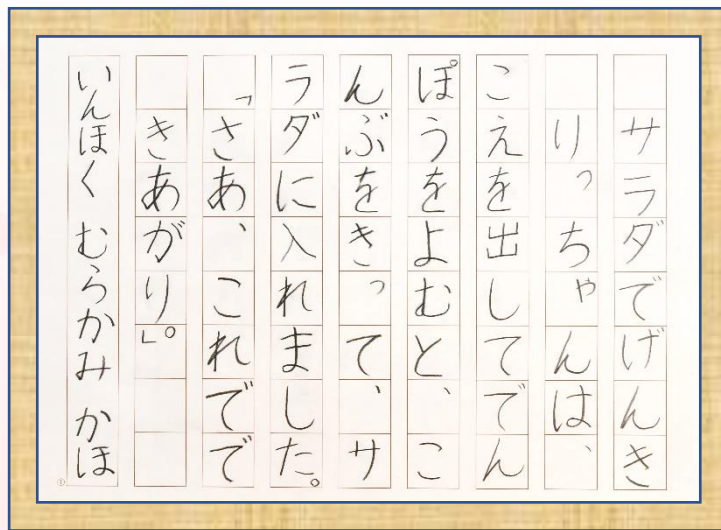 サラダでげんき
りっちゃんは、
こえを出してでん
ぽうをよむと、こ
んぶをきって、サ
ラダに入れました。
「さあ、これでで
きあがり」。
いんほく むらかみ かほ